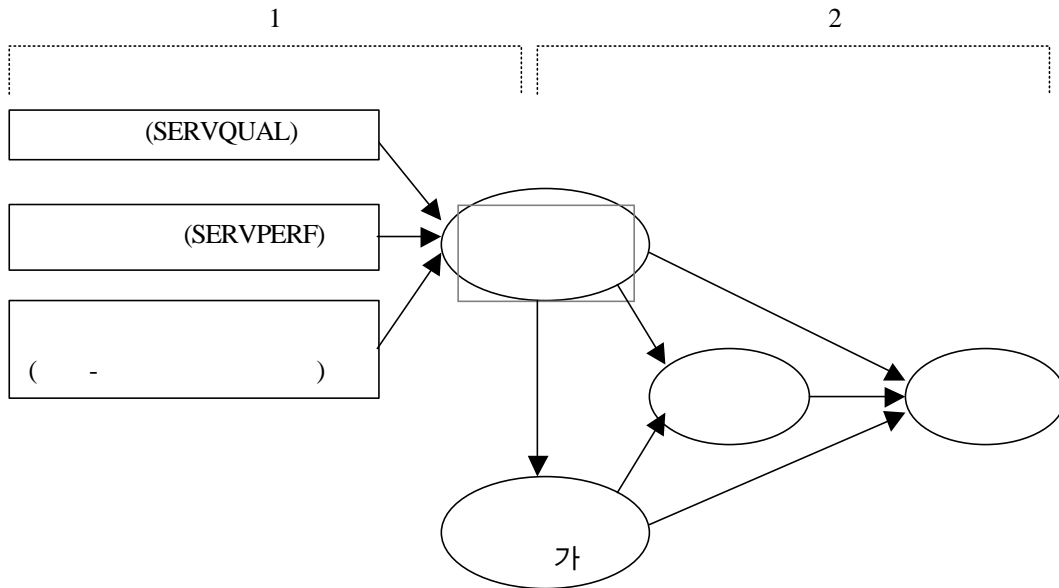 1
2
(SERVQUAL)
(SERVPERF)
( - )
가